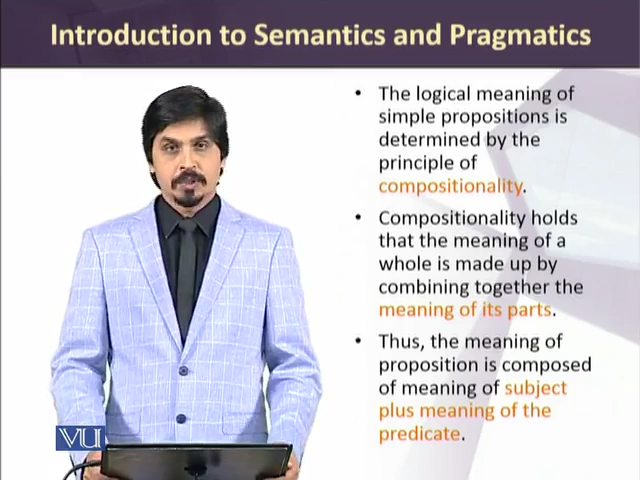 Introduction to Semantics and Pragmatics
• The logical meaning of
simple propositions is
determined by the
principle of
compositionality.
• Compositionality holds
that the meaning of a
whole is made up by
combining together the
meaning of its parts.
• Thus, the meaning of
proposition is composed
of meaning of subject
plus meaning of the
predicate.
VU